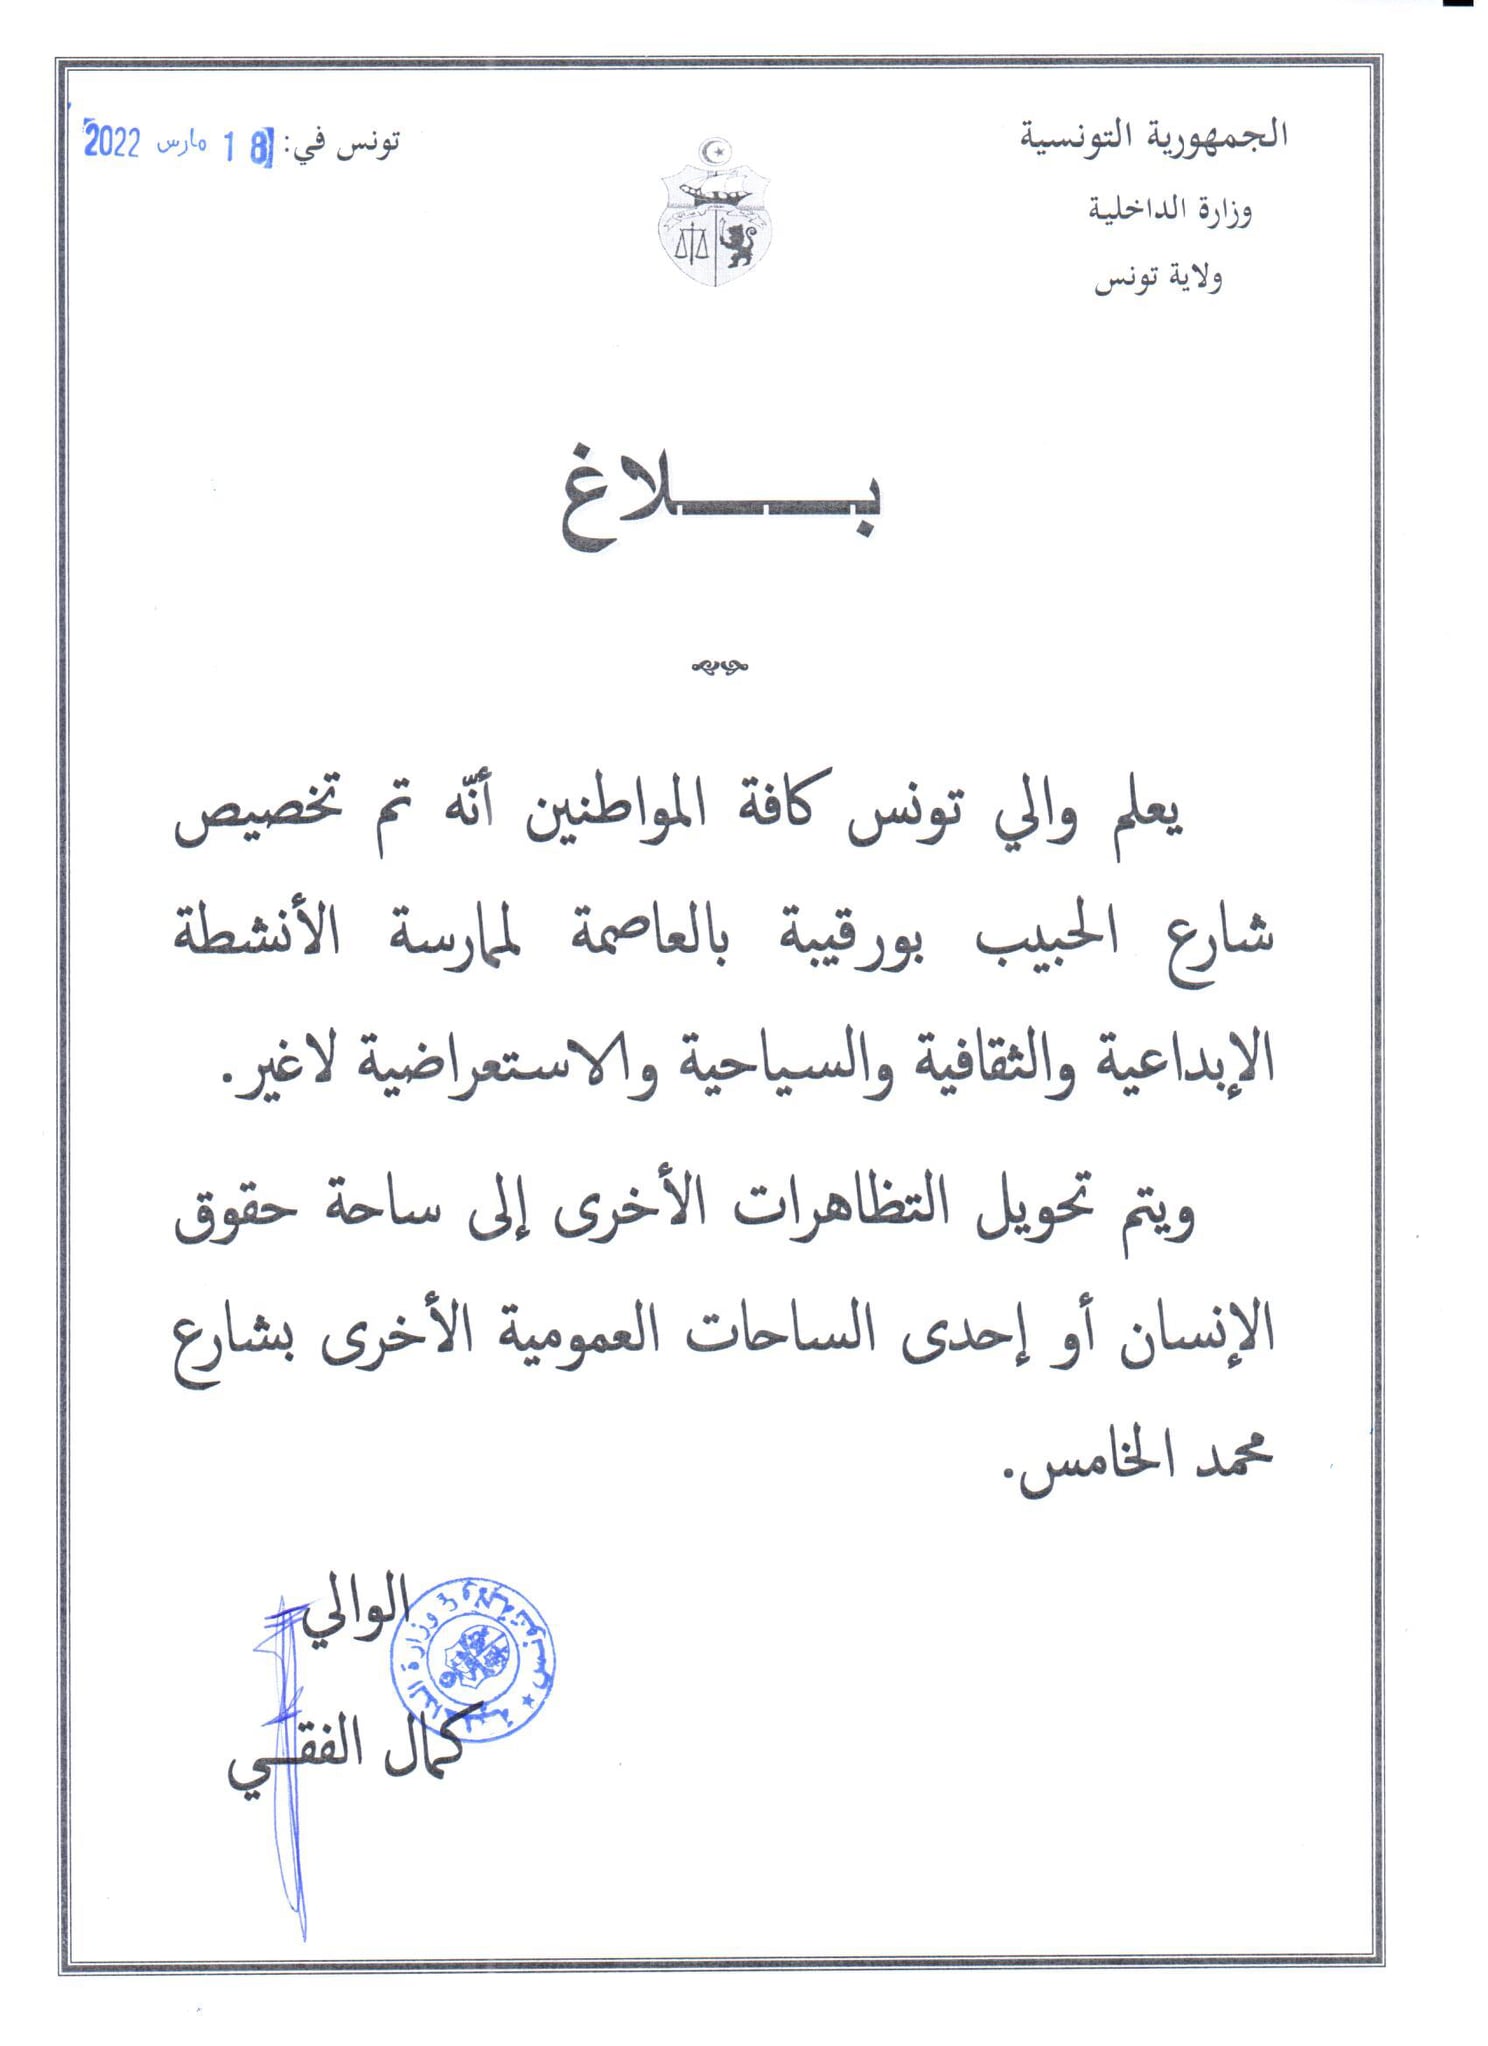 الجمهورية التونسية
وزارة الداخلية
ولاية تونس
تونس في: 18 مارس 2022
بـــــلاغ
يعلم والي تونس كافة المواطنين أنّه تم تخصيص
شارع الحبيب بورقيبة بالعاصمة لممارسة الأنشطة
الإبداعية والثقافية والسياحية والاستعراضية لاغير.
ويتم تحويل التظاهرات الأخرى إلى ساحة حقوق
الإنسان أو إحدى الساحات العمومية الأخرى بشارع
محمد الخامس.
الوالي
كمال الفقـي
وزارة الداخلية